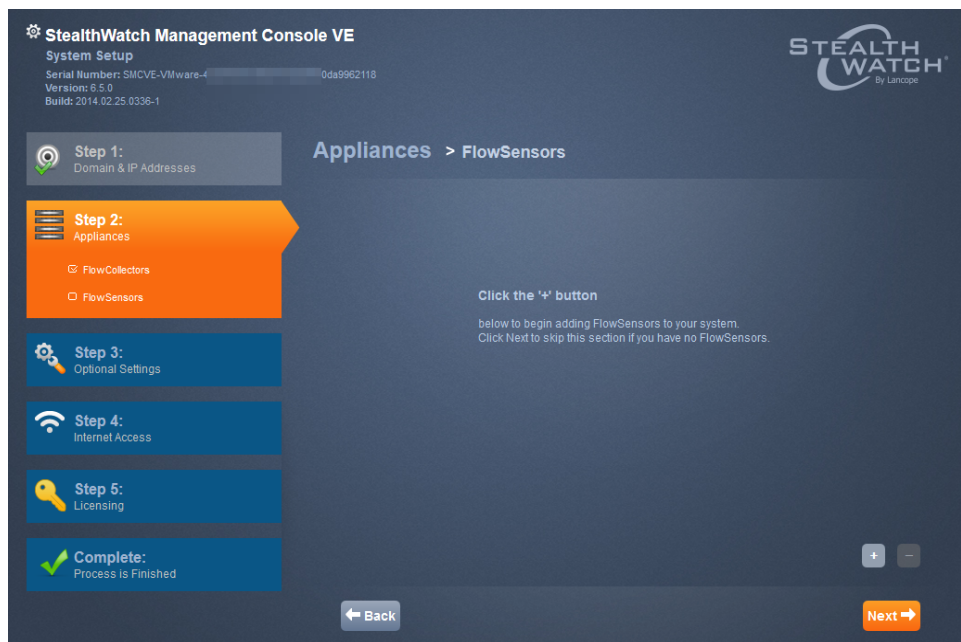 StealthWatch Management Console VE
System Setup
Serial Number: SMCVE-VMware-4 0da9962118
Version: 6.5.0
Build: 2014.02.25.0336-1
STEALTH
WATCH
By Lancope
Step 1:
Domain & IP Addresses
Step 2:
Appliances
FlowCollectors
FlowSensors
Step 3:
Optional Settings
Step 4:
Internet Access
Step 5:
Licensing
Complete:
Process is Finished
Appliances > FlowSensors
Click the '+' button
below to begin adding FlowSensors to your system.
Click Next to skip this section if you have no FlowSensors.
+ −
Back
Next